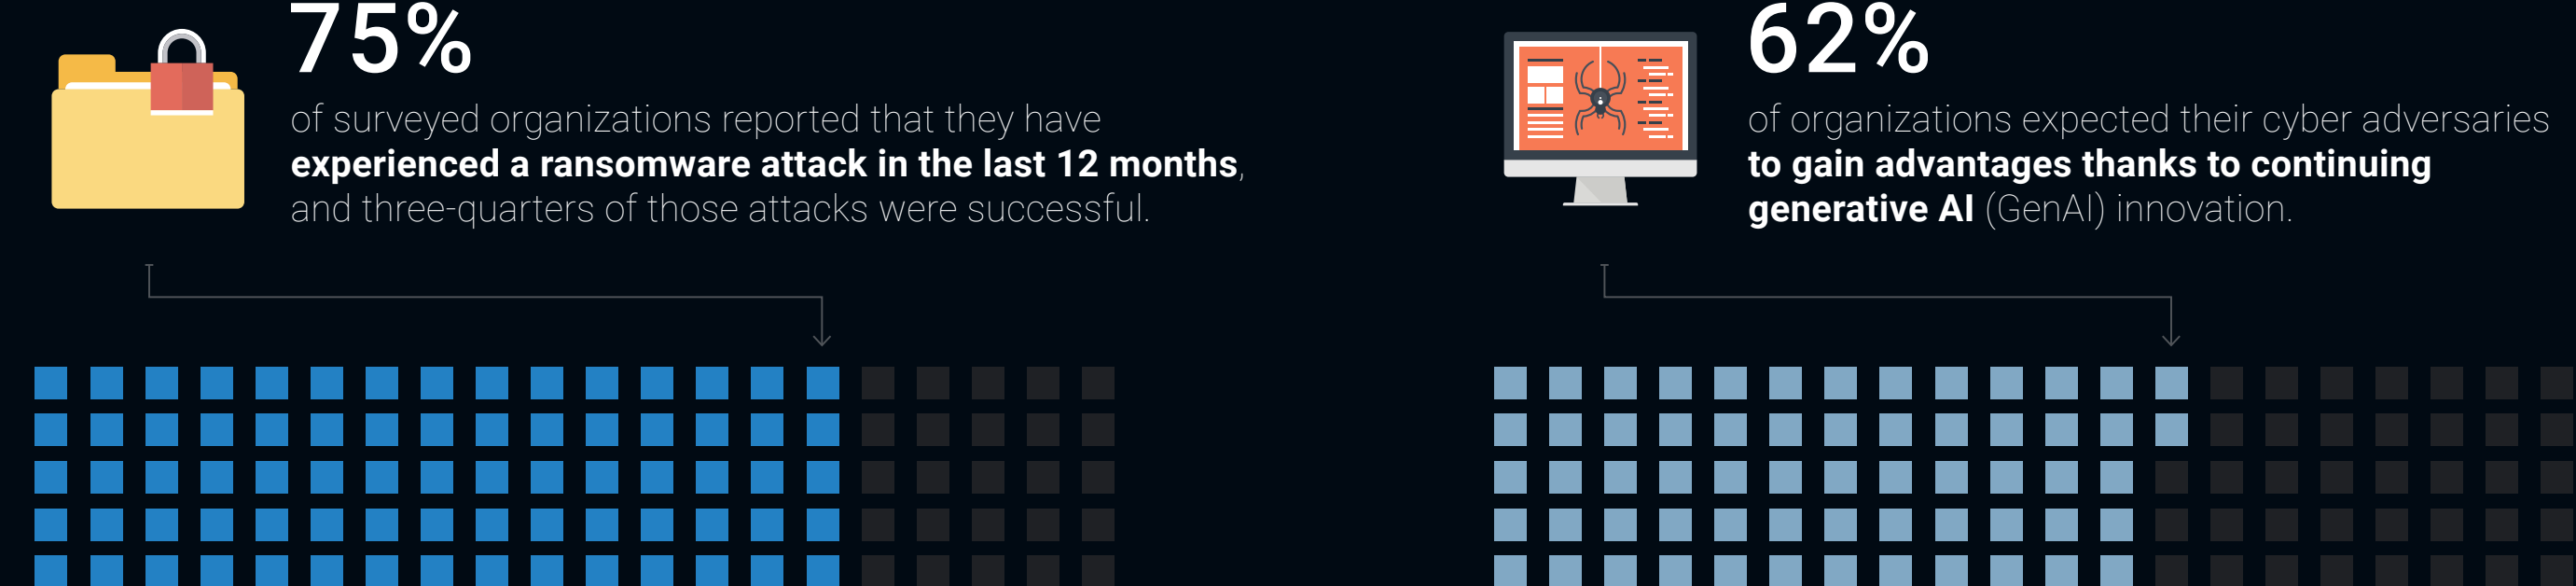 75%
of surveyed organizations reported that they have
experienced a ransomware attack in the last 12 months,
and three-quarters of those attacks were successful.
62%
of organizations expected their cyber adversaries
to gain advantages thanks to continuing
generative AI (GenAI) innovation.